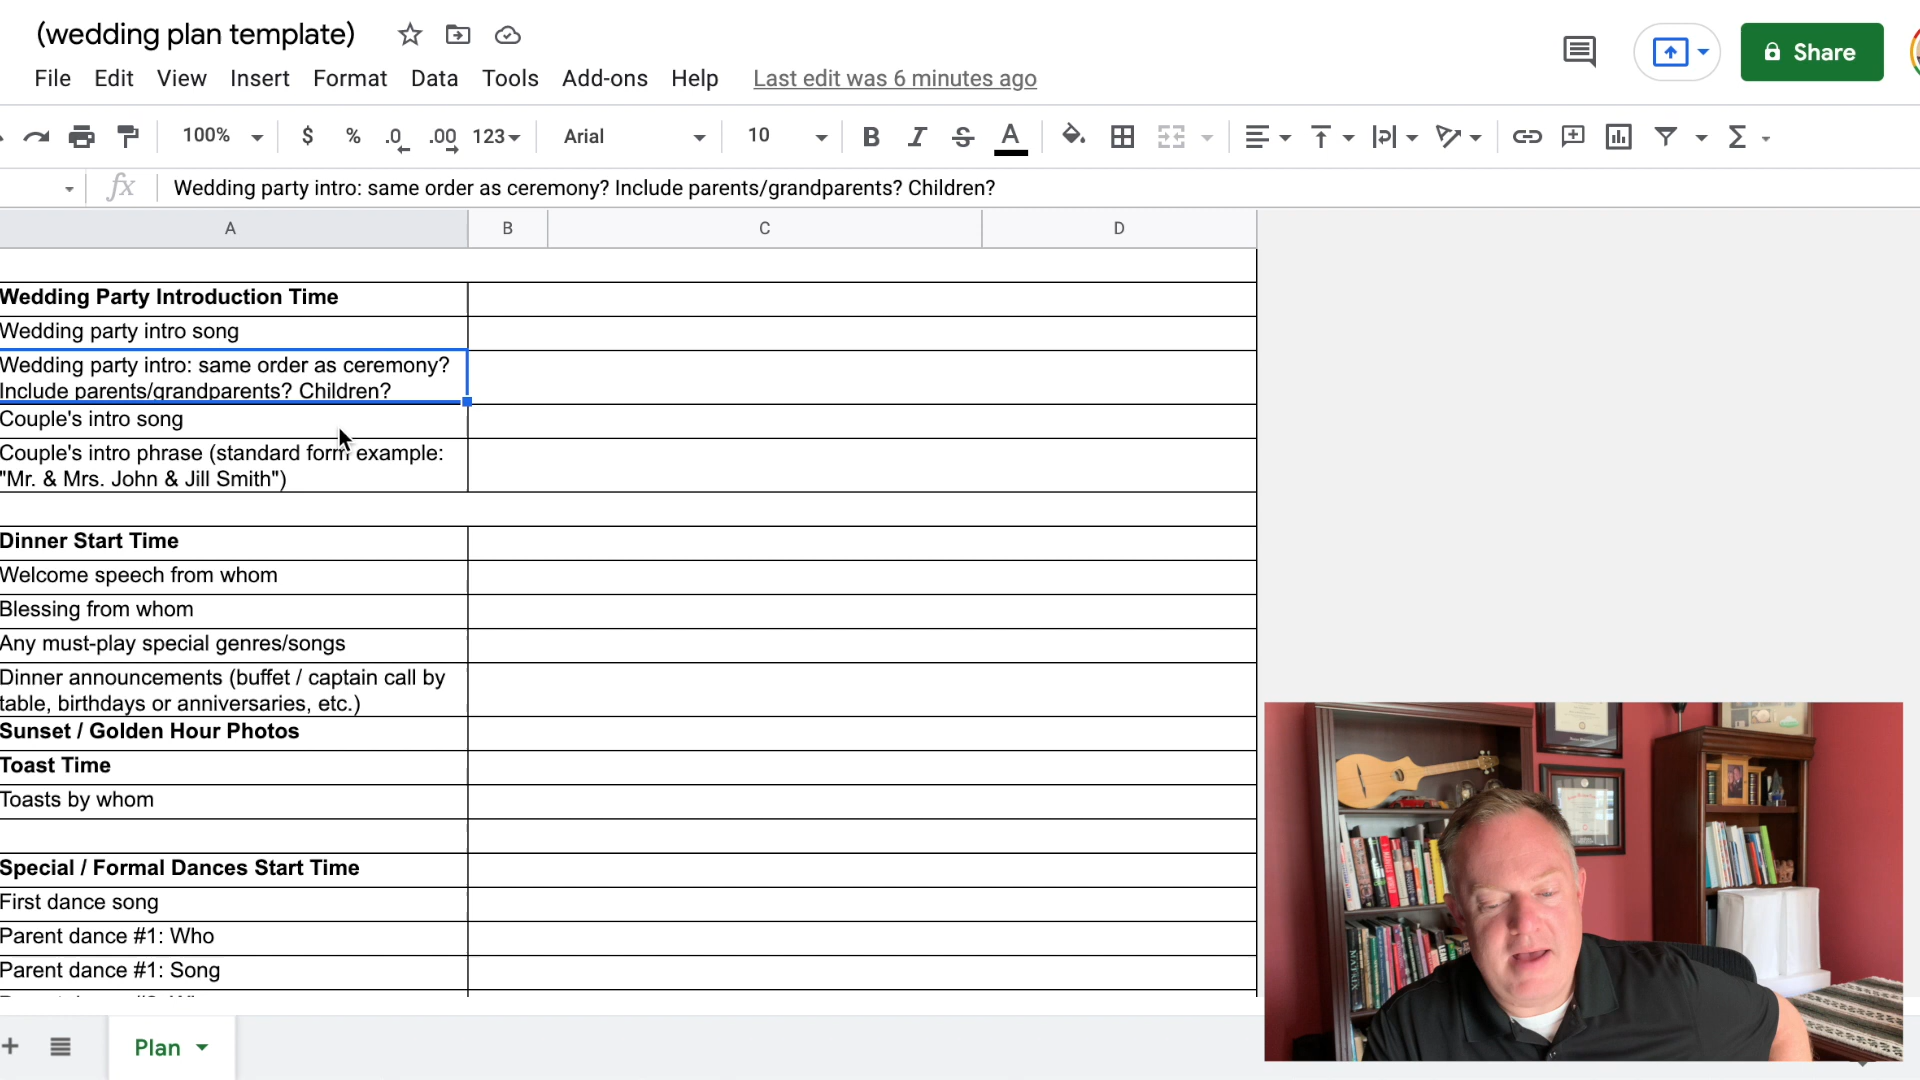 (wedding plan template)
File Edit View Insert Format Data Tools Add-ons Help Last edit was 6 minutes ago
Share
100% $ % .0 .00 123 Arial 10 B I S A Σ
fx Wedding party intro: same order as ceremony? Include parents/grandparents? Children?
A B C D
Wedding Party Introduction Time
Wedding party intro song
Wedding party intro: same order as ceremony?
Include parents/grandparents? Children?
Couple's intro song
Couple's intro phrase (standard form example:
"Mr. & Mrs. John & Jill Smith")
Dinner Start Time
Welcome speech from whom
Blessing from whom
Any must-play special genres/songs
Dinner announcements (buffet / captain call by
table, birthdays or anniversaries, etc.)
Sunset / Golden Hour Photos
Toast Time
Toasts by whom
Special / Formal Dances Start Time
First dance song
Parent dance #1: Who
Parent dance #1: Song
Plan